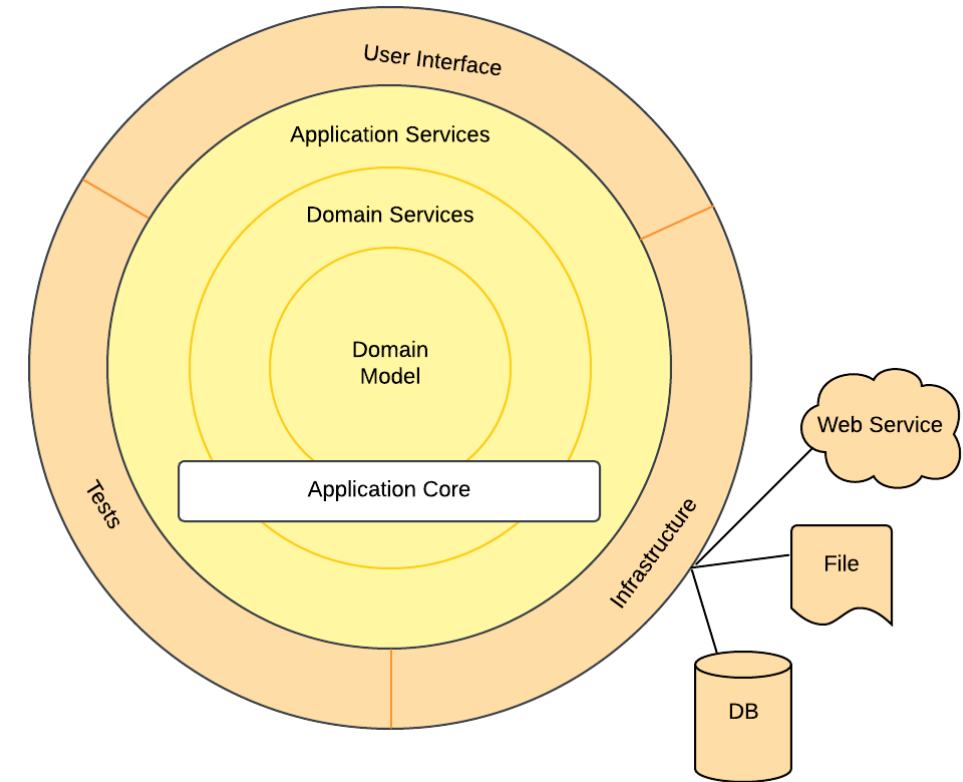 User Interface
Application Services
Domain Services
Domain
Model
Web Service
Application Core
Tests
Infrastructure
File
DB